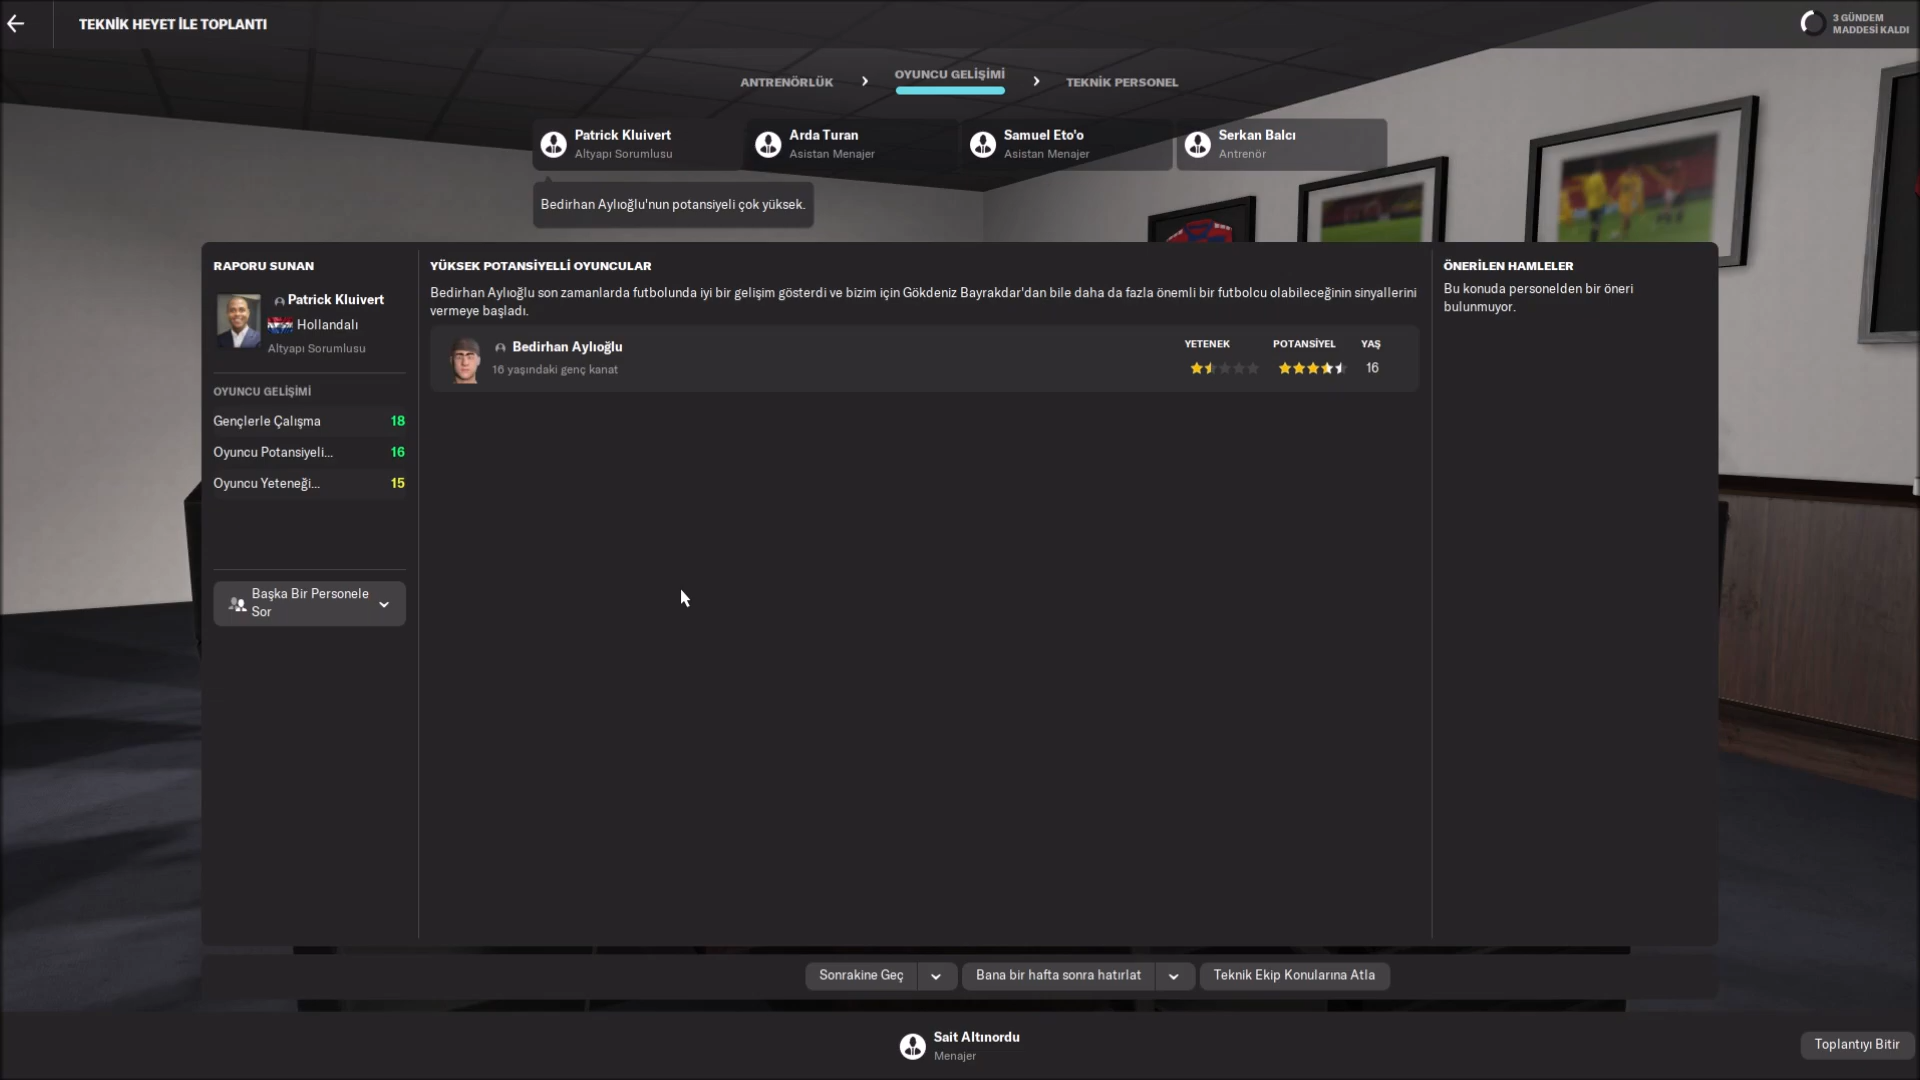 TEKNİK HEYET İLE TOPLANTI
3 GÜNDEM
MADDESİ KALDI
ANTRENÖRLÜK
OYUNCU GELİŞİMİ
TEKNİK PERSONEL
Patrick Kluivert
Altyapı Sorumlusu
Arda Turan
Asistan Menajer
Samuel Eto'o
Asistan Menajer
Serkan Balcı
Antrenör
Bedirhan Aylıoğlu'nun potansiyeli çok yüksek.
RAPORU SUNAN
Patrick Kluivert
Hollandalı
Altyapı Sorumlusu
OYUNCU GELİŞİMİ
Gençlerle Çalışma 18
Oyuncu Potansiyeli... 16
Oyuncu Yeteneği... 15
Başka Bir Personele
Sor
YÜKSEK POTANSİYELLİ OYUNCULAR
Bedirhan Aylıoğlu son zamanlarda futbolunda iyi bir gelişim gösterdi ve bizim için Gökdeniz Bayrakdar'dan bile daha da fazla önemli bir futbolcu olabileceğinin sinyallerini
vermeye başladı.
Bedirhan Aylıoğlu
16 yaşındaki genç kanat
YETENEK POTANSİYEL YAŞ
16
ÖNERİLEN HAMLELER
Bu konuda personelden bir öneri
bulunmuyor.
Sonrakine Geç
Bana bir hafta sonra hatırlat
Teknik Ekip Konularına Atla
Sait Altınordu
Menajer
Toplantıyı Bitir